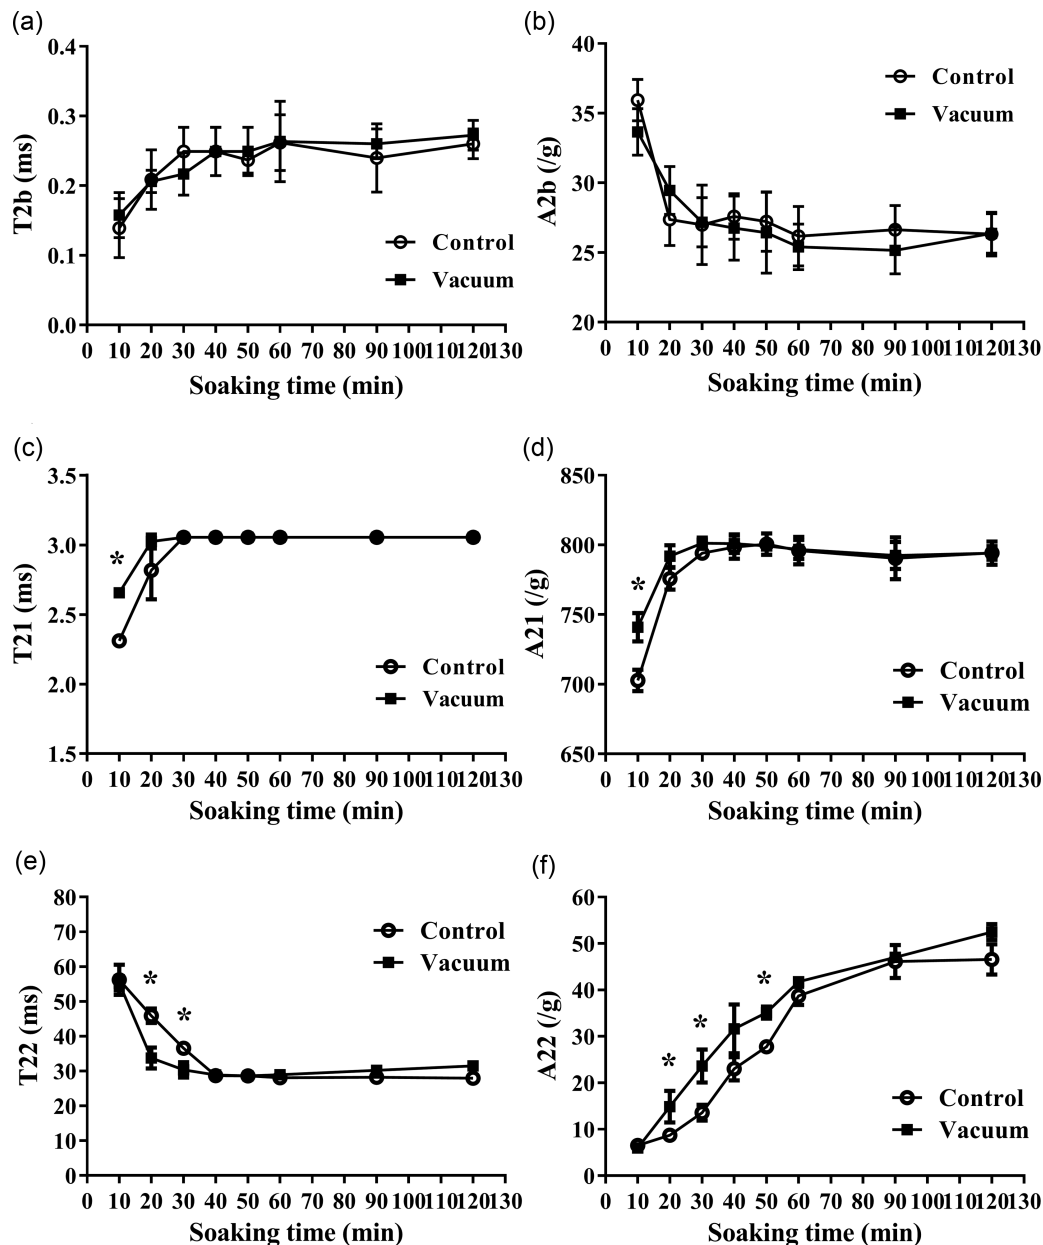 (a)
T2b (ms)
0.4
0.3
0.2
0.1
0.0
Control
Vacuum
0 10 20 30 40 50 60 70 80 90 100 110 120 130
Soaking time (min)
(b)
A2b (/g)
40
35
30
25
20
Control
Vacuum
0 10 20 30 40 50 60 70 80 90 100 110 120 130
Soaking time (min)
(c)
T21 (ms)
3.5
3.0
2.5
2.0
1.5
*
Control
Vacuum
0 10 20 30 40 50 60 70 80 90 100 110 120 130
Soaking time (min)
(d)
A21 (/g)
850
800
750
700
650
*
Control
Vacuum
0 10 20 30 40 50 60 70 80 90 100 110 120 130
Soaking time (min)
(e)
T22 (ms)
80
70
60
50
40
30
20
10
0
Control
Vacuum
* *
0 10 20 30 40 50 60 70 80 90 100 110 120 130
Soaking time (min)
(f)
A22 (/g)
60
50
40
30
20
10
0
* * *
Control
Vacuum
0 10 20 30 40 50 60 70 80 90 100 110 120 130
Soaking time (min)